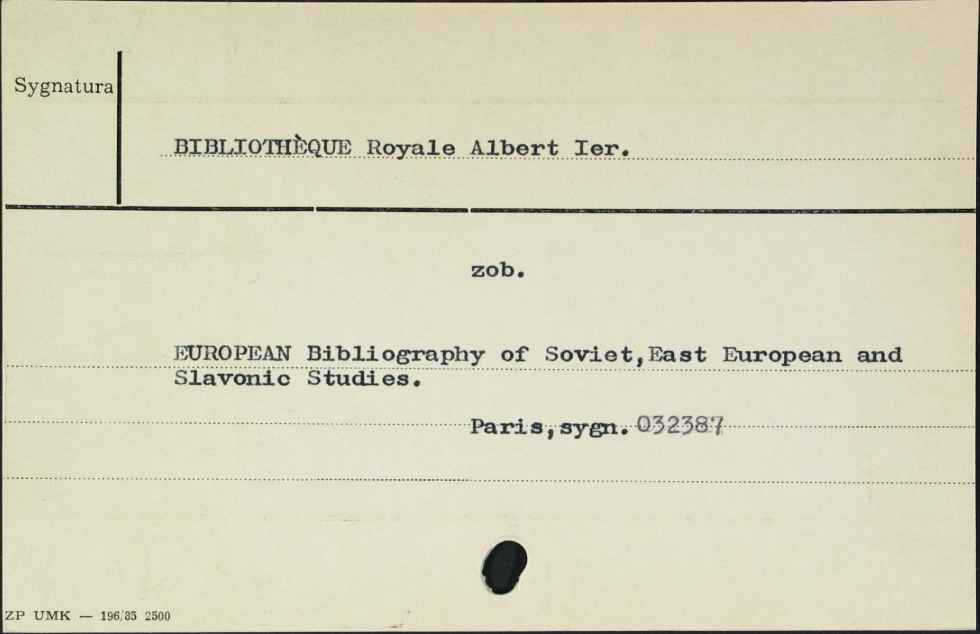 Sygnatura
BIBLIOTHÈQUE Royale Albert Ier.
zob.
EUROPEAN Bibliography of Soviet,East European and
Slavonic Studies.
Paris,sygn. 032387
ZP UMK — 196/85 2500